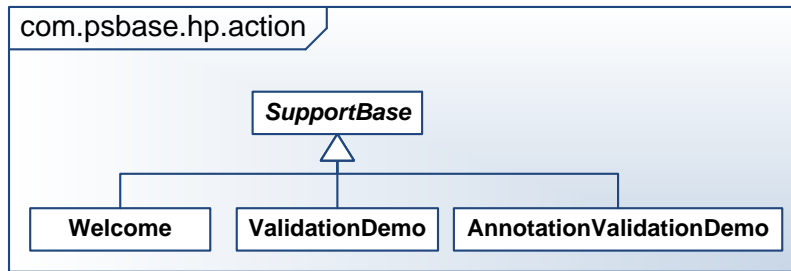 com.psbase.hp.action
SupportBase
Welcome
ValidationDemo
AnnotationValidationDemo